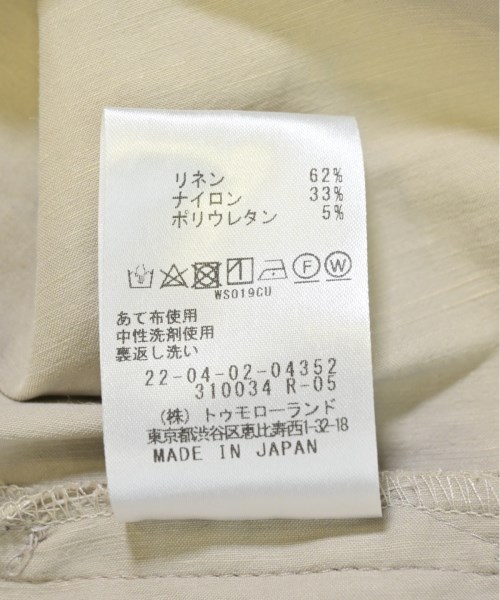 リネン 62%
ナイロン 33%
ポリウレタン 5%
F W
WS019CU
あて布使用
中性洗剤使用
裏返し洗い
22-04-02-04352
310034 R-05
(株) トゥモローランド
東京都渋谷区恵比寿西1-32-18
MADE IN JAPAN